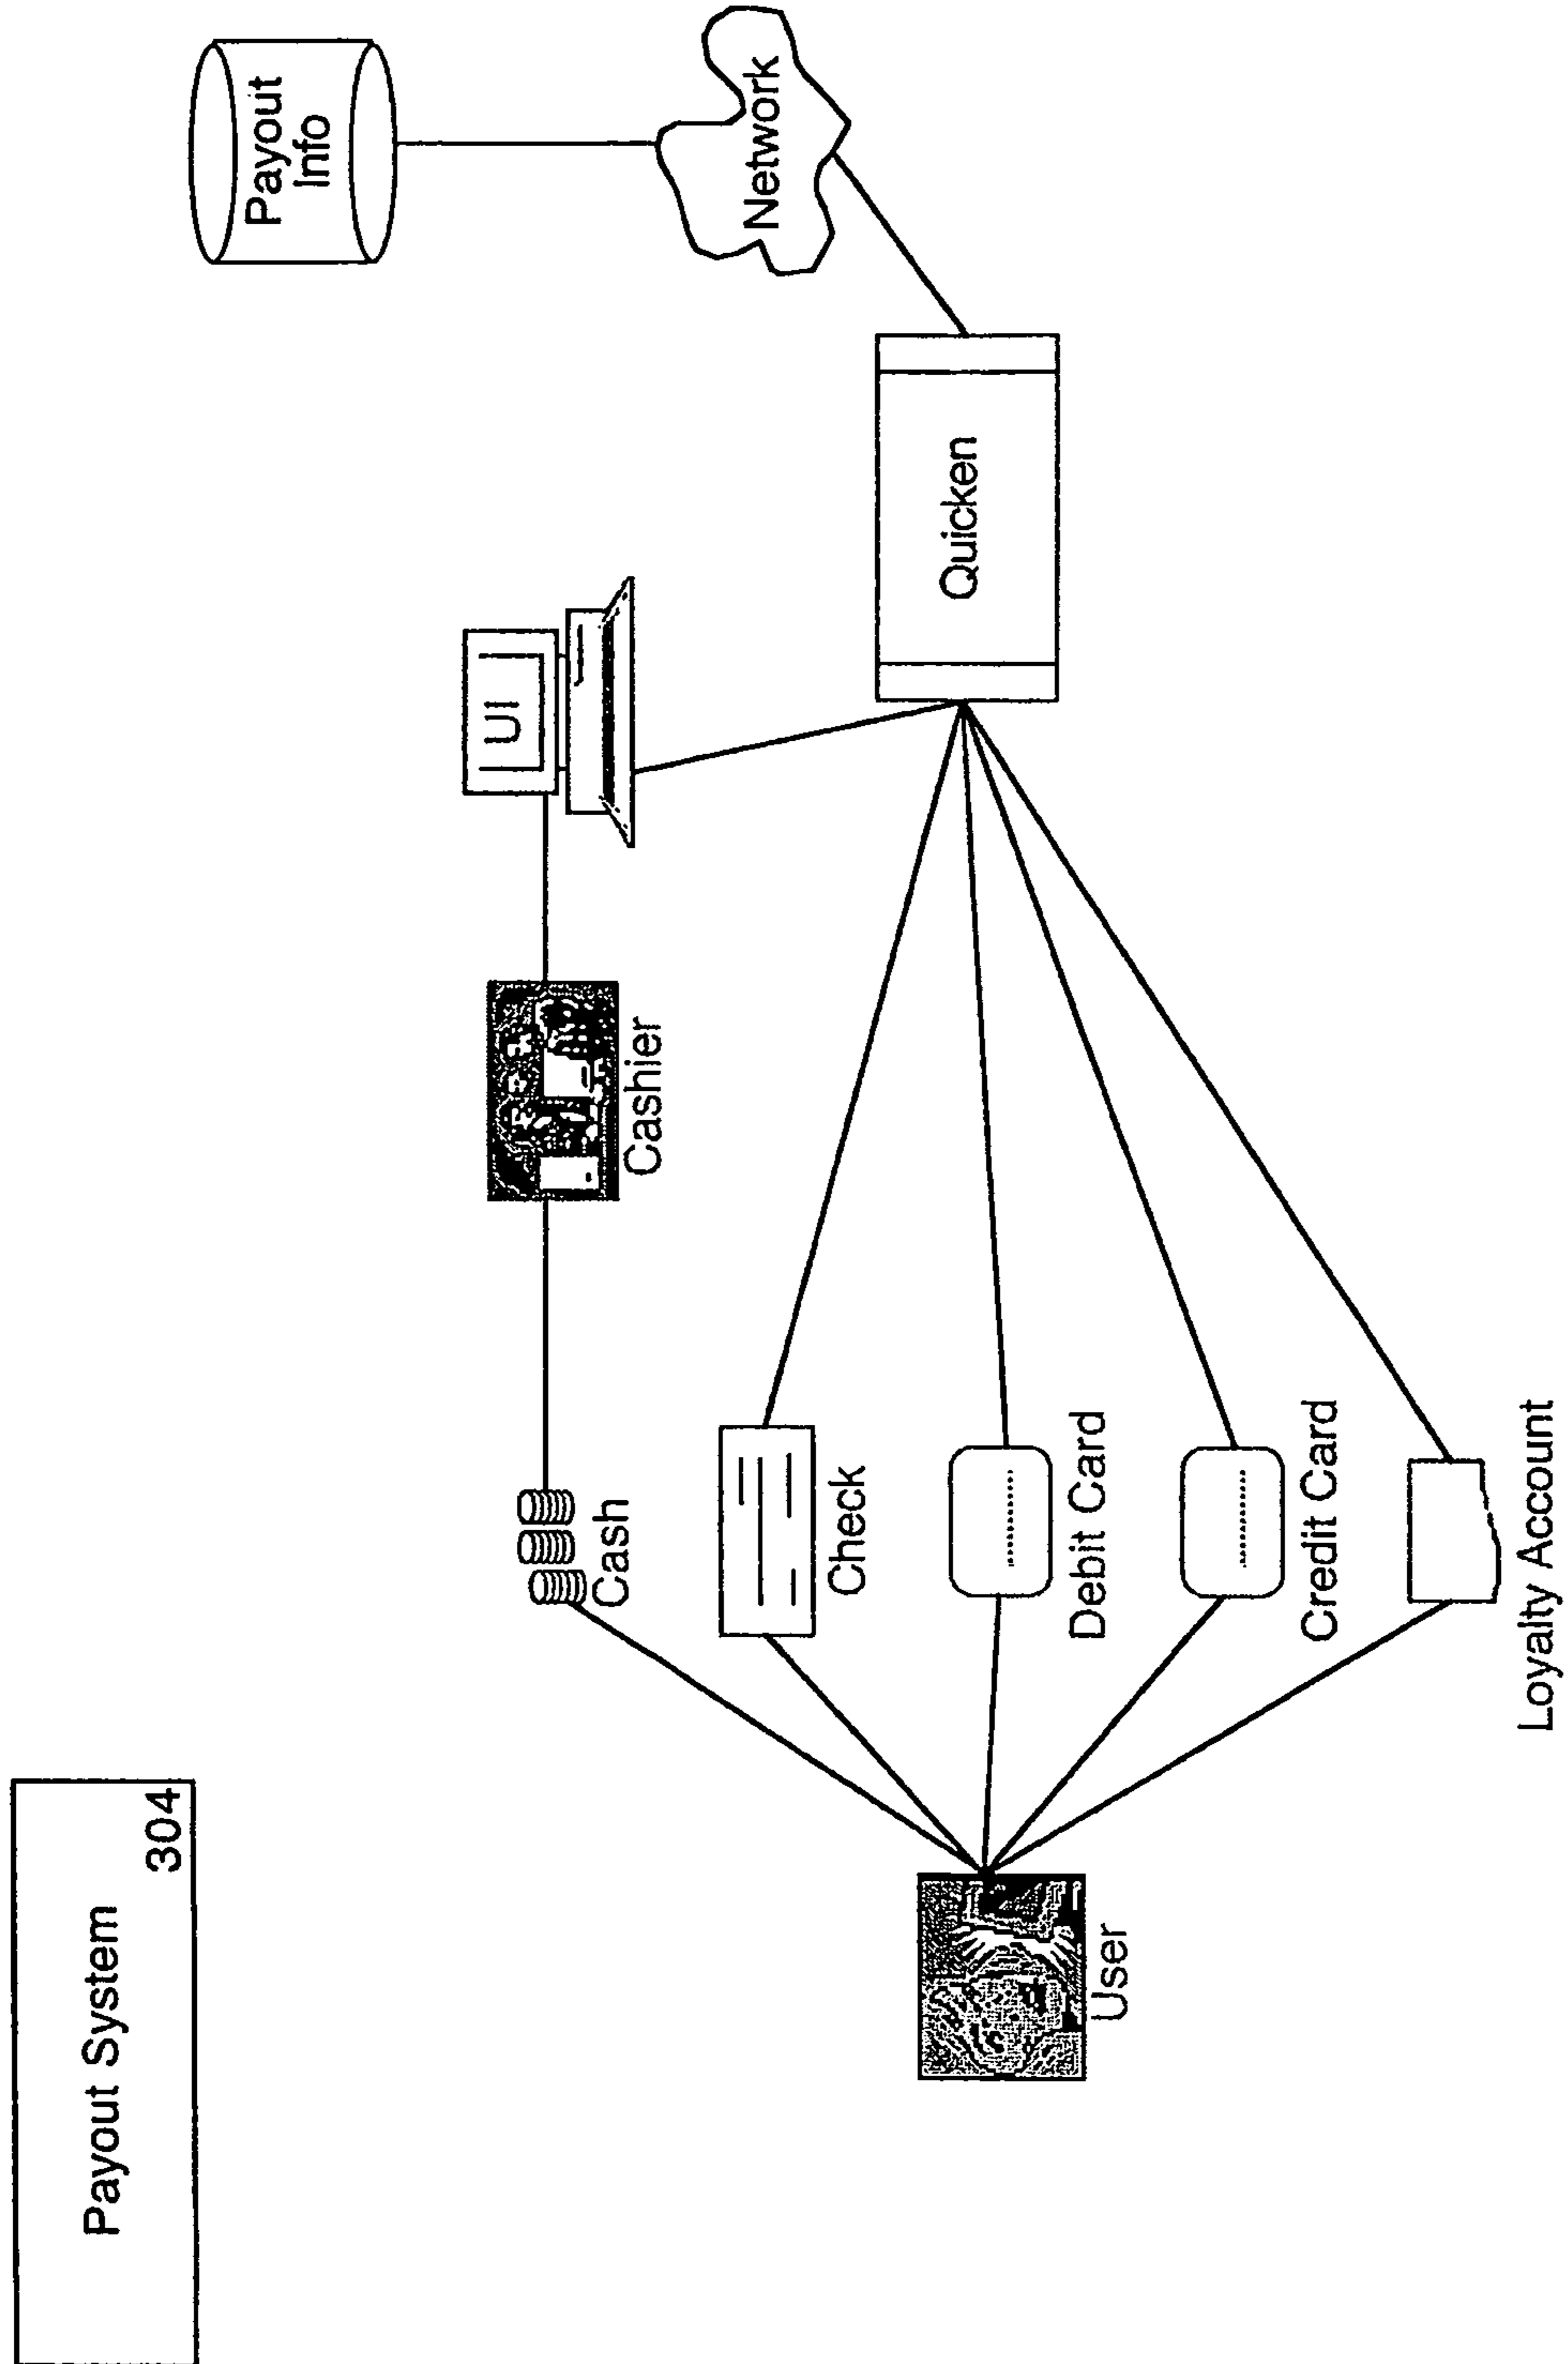 Payout System
304
Payout
Info
Network
UI
Quicken
Cashier
Cash
Check
Debit Card
Credit Card
Loyalty Account
User